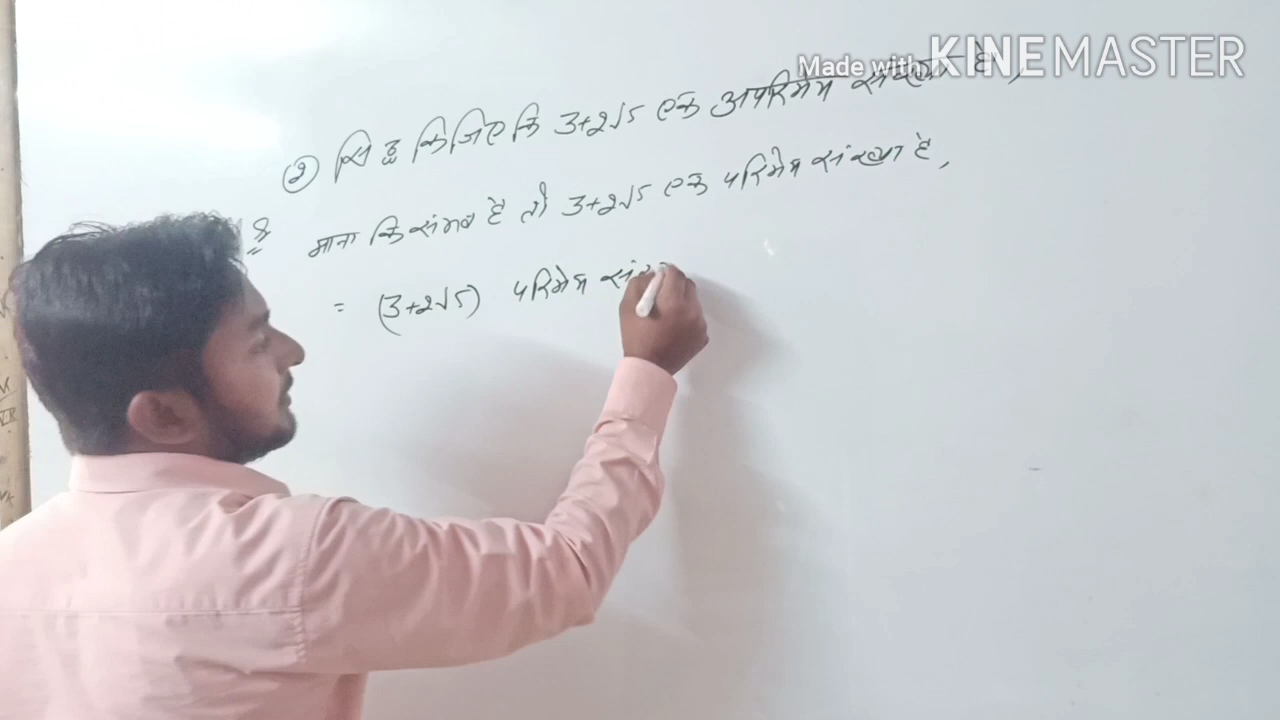 Made with KINEMASTER
② सिद्ध किजिए कि 3+2√5 एक अपरिमेय संख्या है,
माना कि संभव है तो 3+2√5 एक परिमेय संख्या है,
= (3+2√5) परिमेय